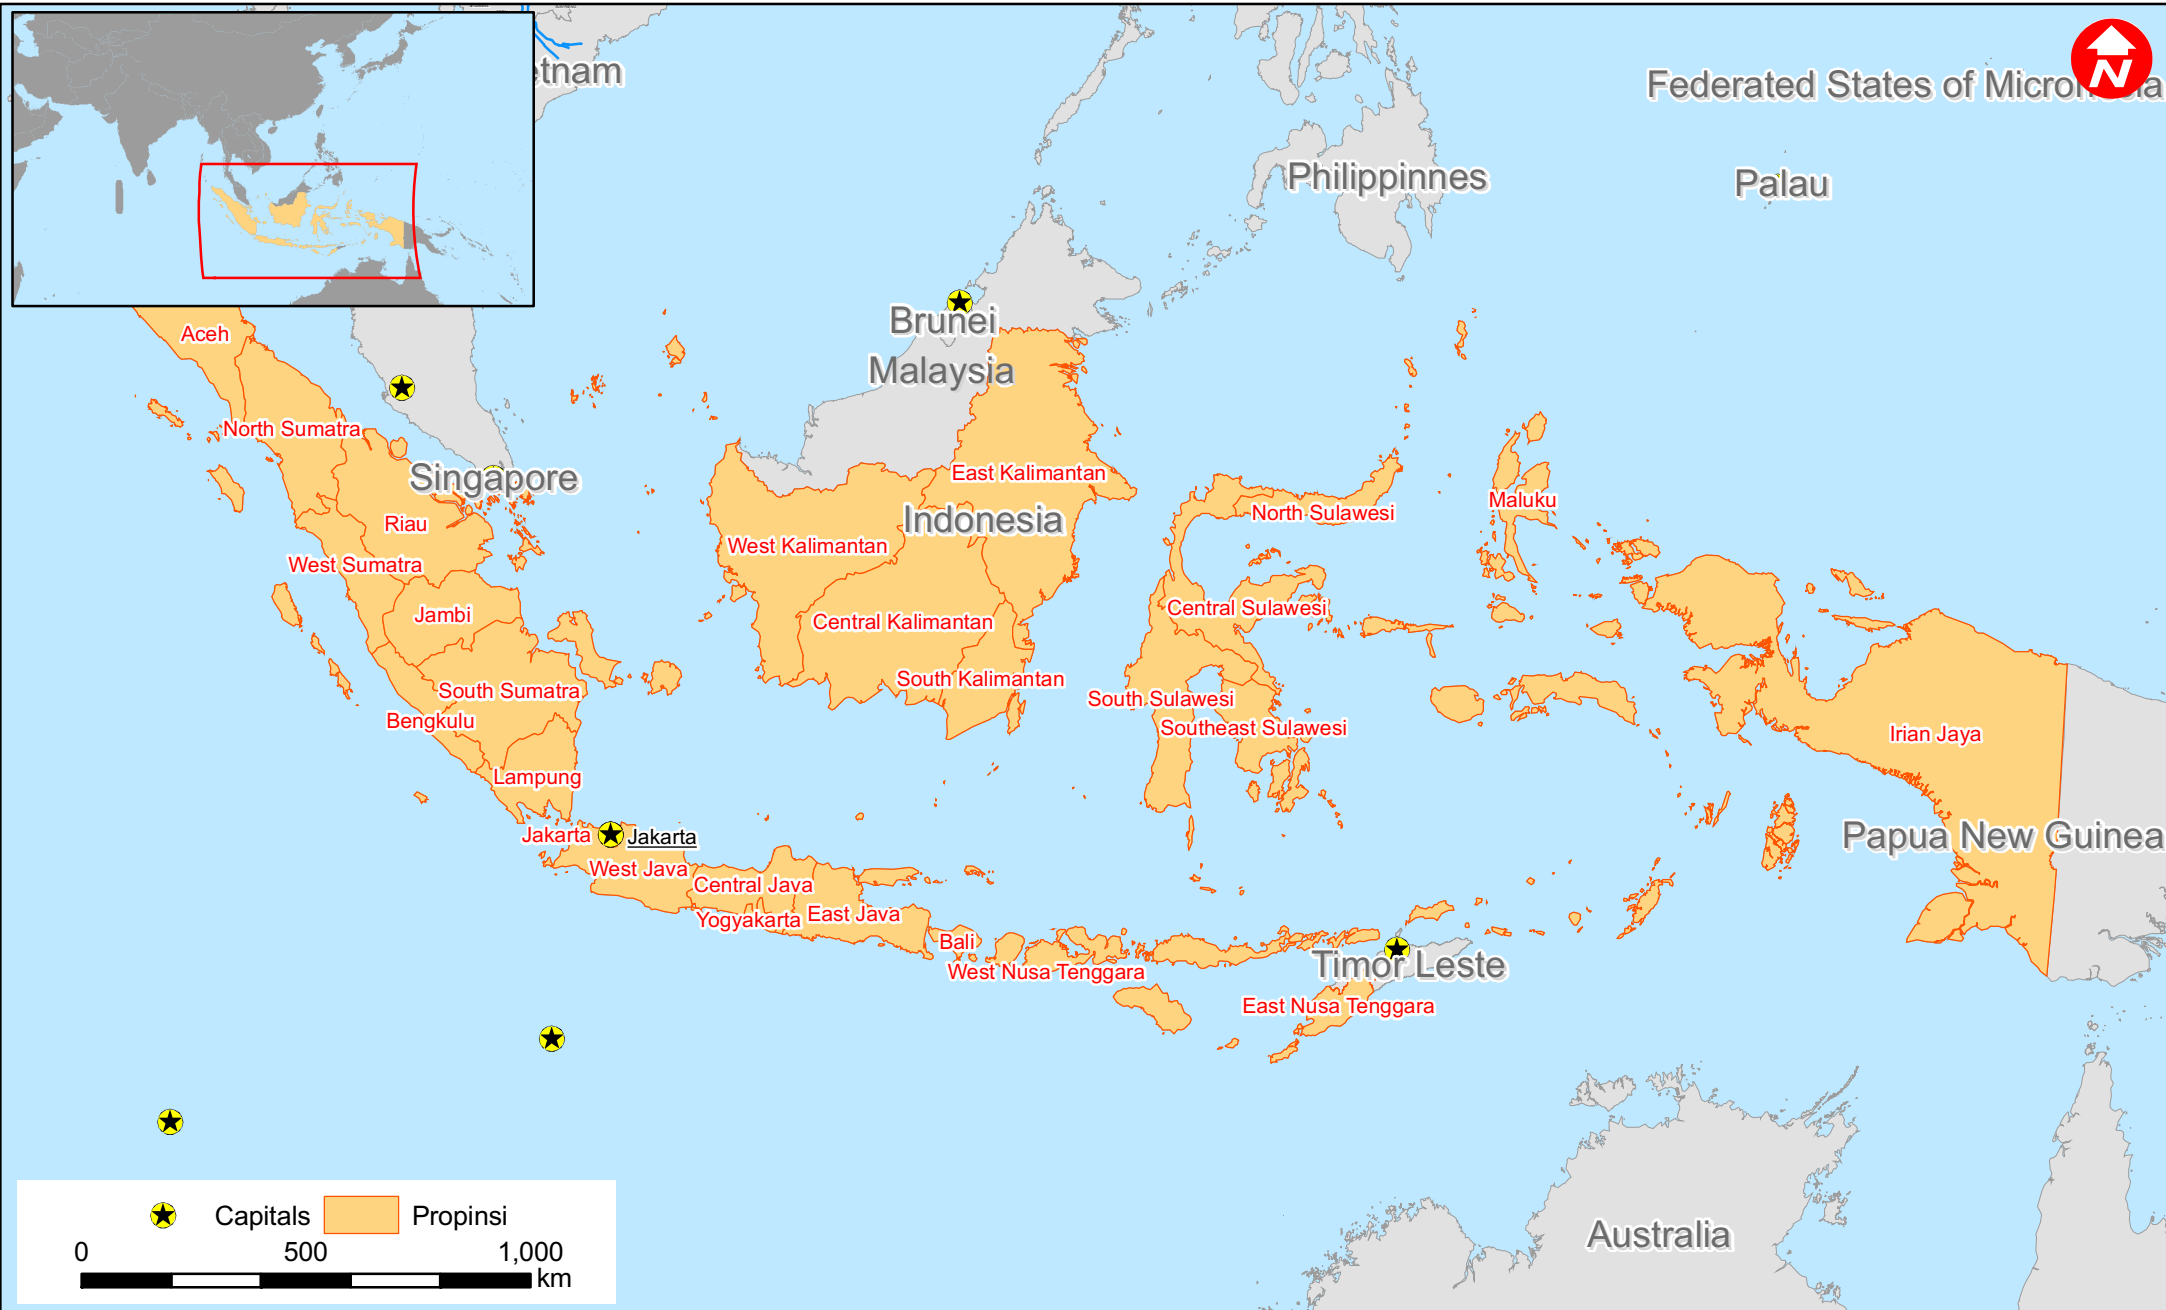 etnam
Federated States of Micron
N
Philippinnes
Palau
Aceh
Brunei
Malaysia
North Sumatra
Singapore
East Kalimantan
Maluku
Riau
Indonesia
North Sulawesi
West Kalimantan
West Sumatra
Jambi
Central Kalimantan
Central Sulawesi
South Sumatra
South Kalimantan
South Sulawesi
Bengkulu
Southeast Sulawesi
Irian Jaya
Lampung
Jakarta
Jakarta
Papua New Guinea
West Java
Central Java
East Java
Yogyakarta
Bali
West Nusa Tenggara
Timor Leste
East Nusa Tenggara
Australia
Capitals
Propinsi
0 500 1,000
km